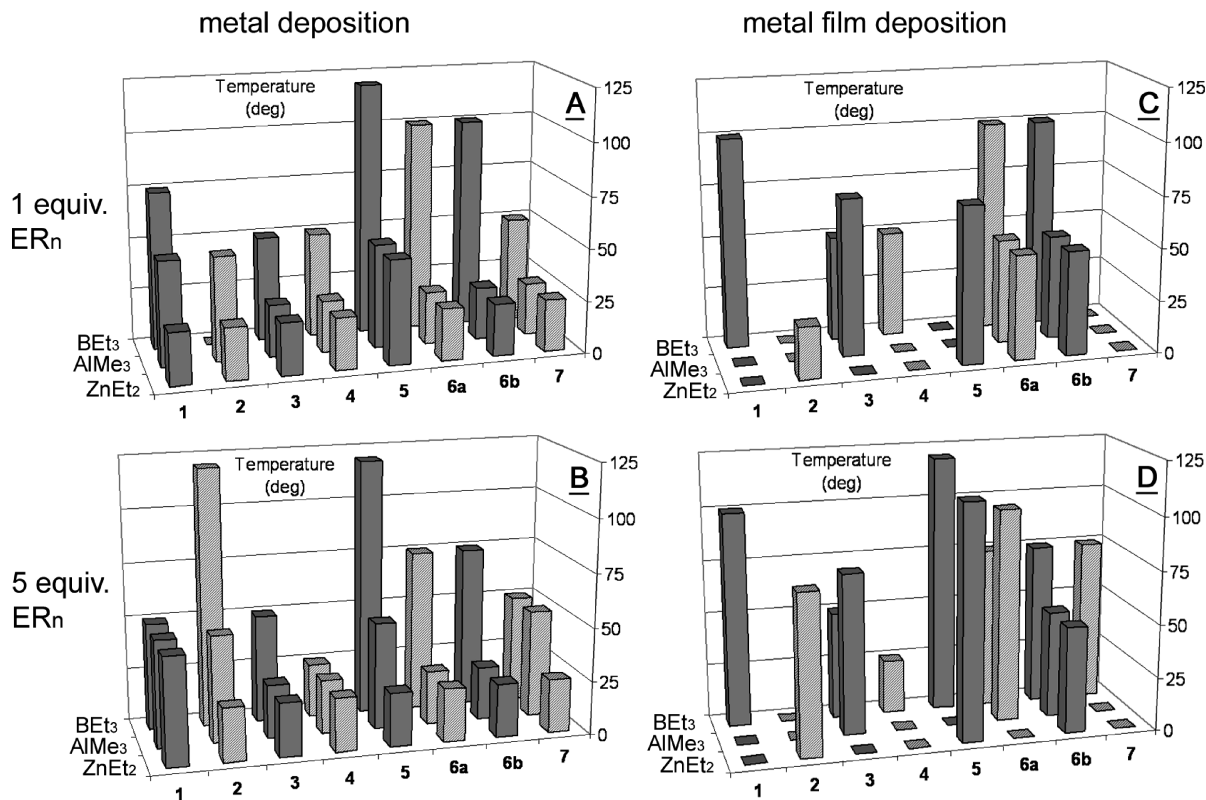 metal deposition
metal film deposition
1 equiv.
ERn
Temperature
(deg)
A
125
100
75
50
25
0
BEt3
AlMe3
ZnEt2
1 2 3 4 5 6a 6b 7
Temperature
(deg)
C
125
100
75
50
25
0
BEt3
AlMe3
ZnEt2
1 2 3 4 5 6a 6b 7
5 equiv.
ERn
Temperature
(deg)
B
125
100
75
50
25
0
BEt3
AlMe3
ZnEt2
1 2 3 4 5 6a 6b 7
Temperature
(deg)
D
125
100
75
50
25
0
BEt3
AlMe3
ZnEt2
1 2 3 4 5 6a 6b 7